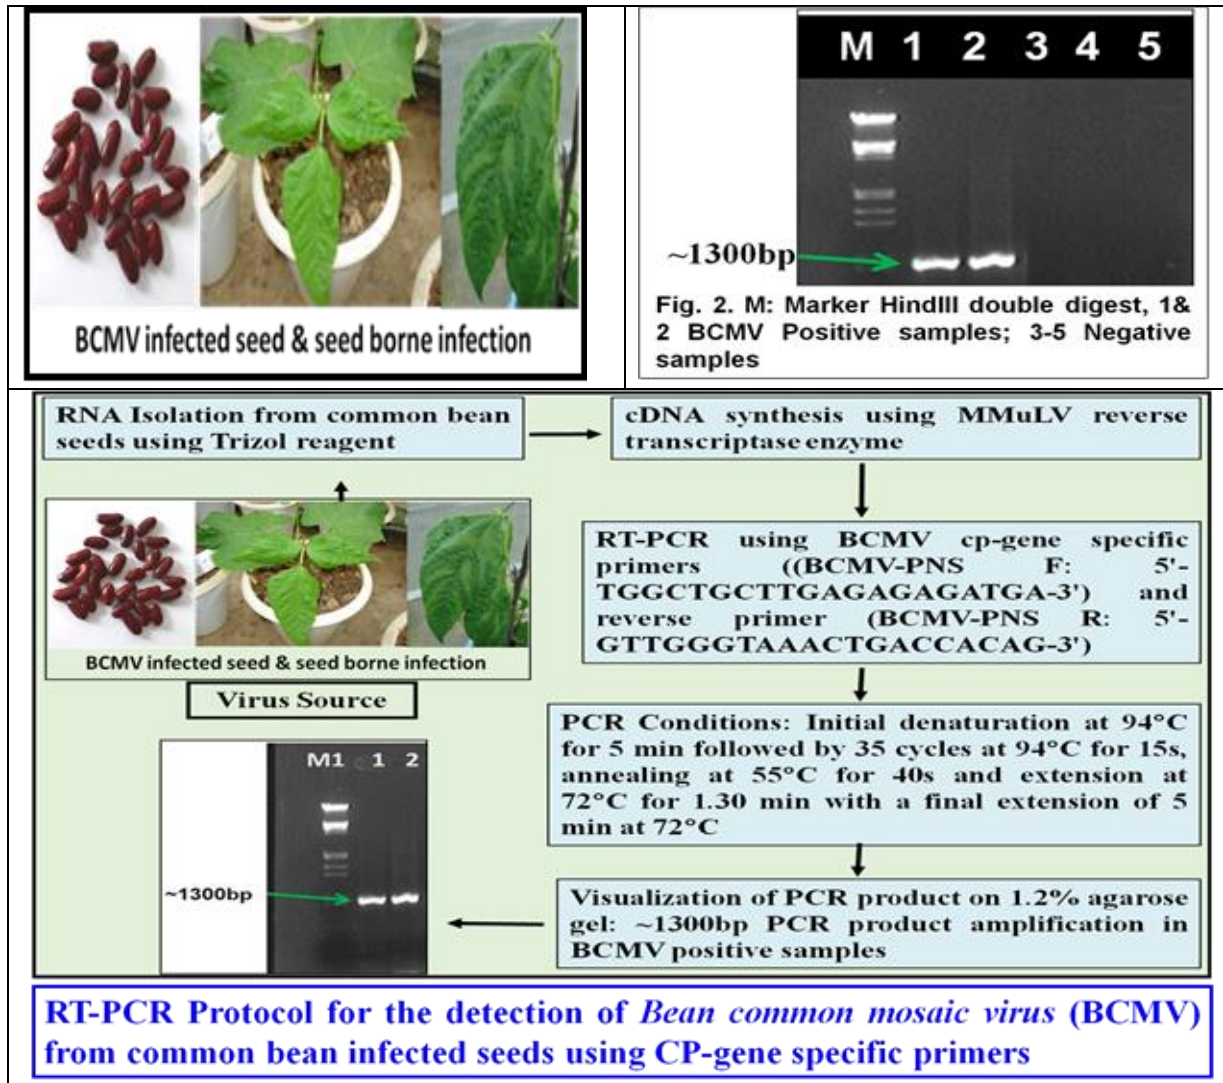 BCMV infected seed & seed borne infection
M 1 2 3 4 5
~1300bp
Fig. 2. M: Marker HindIII double digest, 1&
2 BCMV Positive samples; 3-5 Negative
samples
RNA Isolation from common bean
seeds using Trizol reagent
cDNA synthesis using MMuLV reverse
transcriptase enzyme
BCMV infected seed & seed borne infection
Virus Source
RT-PCR using BCMV cp-gene specific
primers ((BCMV-PNS F: 5'-
TGGCTGCTTGAGAGAGATGA-3') and
reverse primer (BCMV-PNS R: 5'-
GTTGGGTAAACTGACCACAG-3')
PCR Conditions: Initial denaturation at 94°C
for 5 min followed by 35 cycles at 94°C for 15s,
annealing at 55°C for 40s and extension at
72°C for 1.30 min with a final extension of 5
min at 72°C
Visualization of PCR product on 1.2% agarose
gel: ~1300bp PCR product amplification in
BCMV positive samples
M1 1 2
~1300bp
RT-PCR Protocol for the detection of Bean common mosaic virus (BCMV)
from common bean infected seeds using CP-gene specific primers